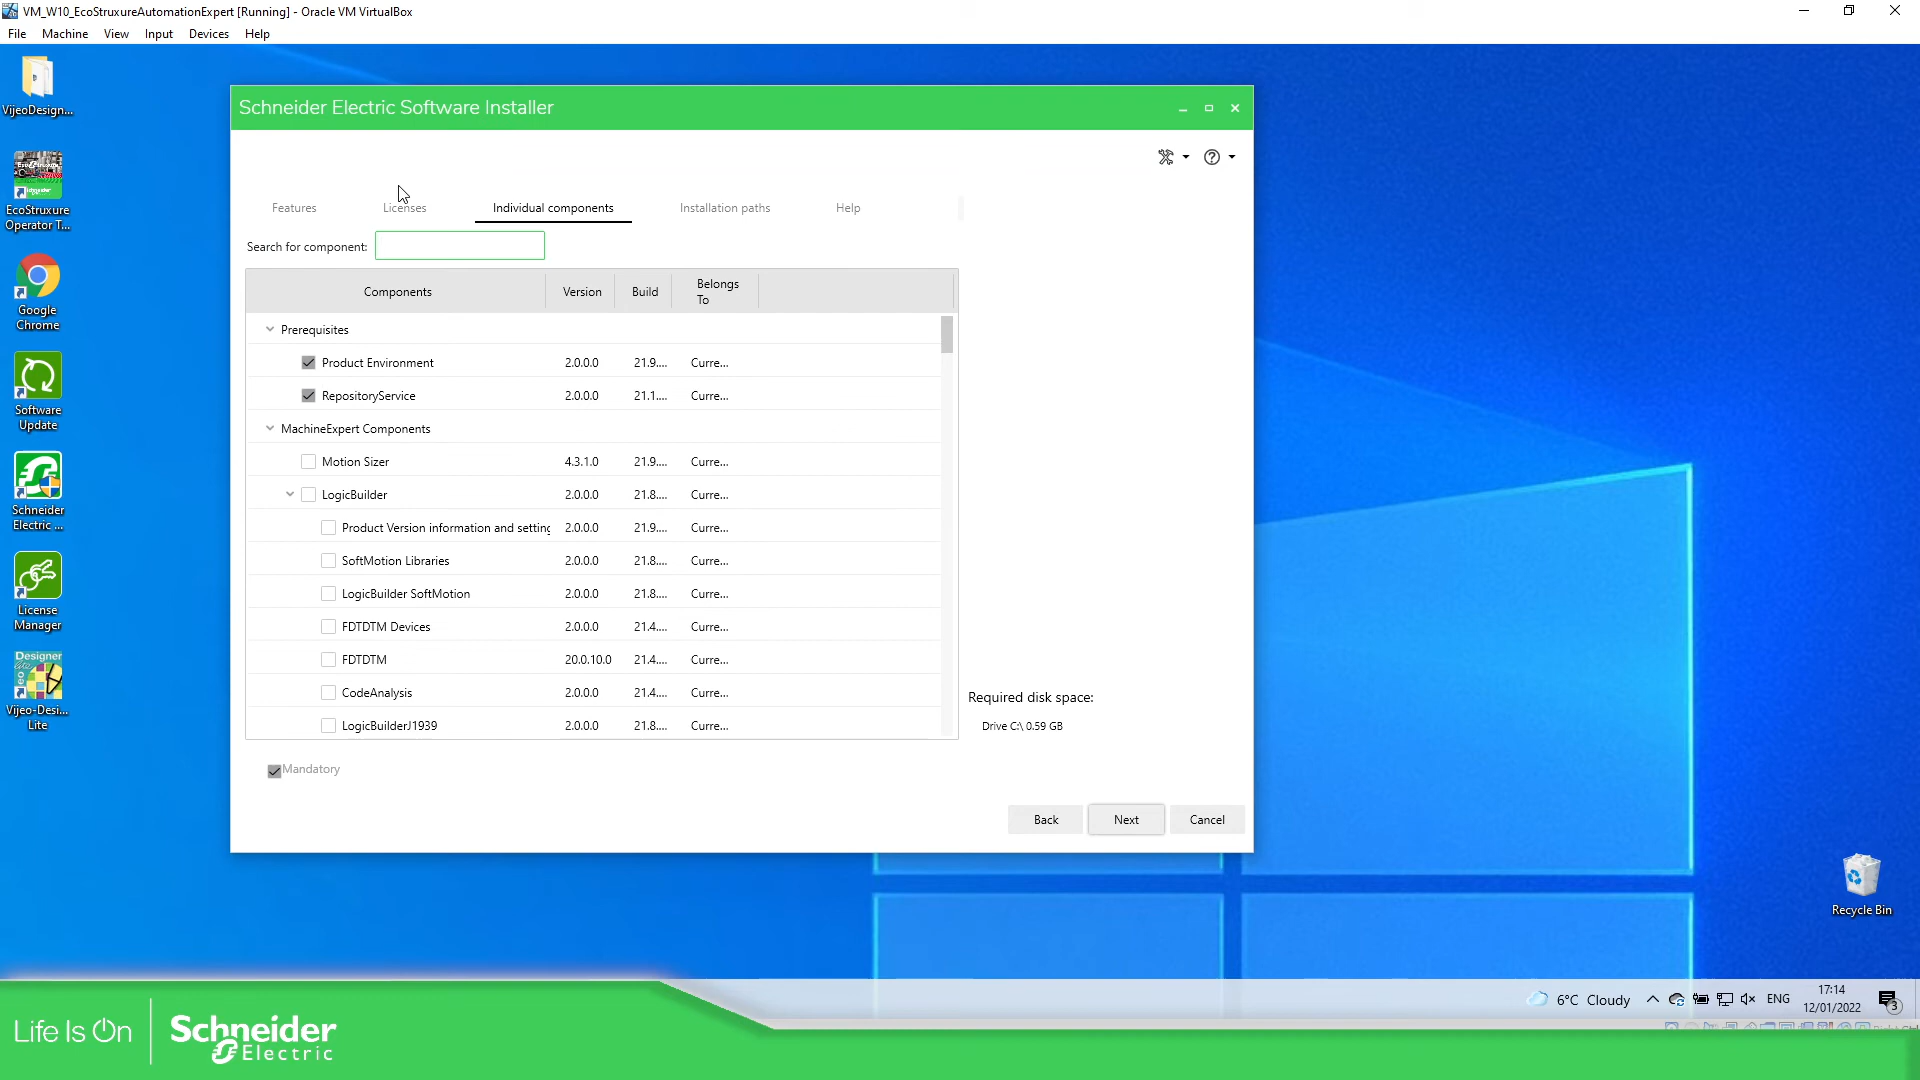 VM_W10_EcoStruxureAutomationExpert [Running] - Oracle VM VirtualBox
File Machine View Input Devices Help
VijeoDesign...
EcoStruxure
Operator T...
Google
Chrome
Software
Update
Schneider
Electric ...
License
Manager
Vijeo-Desi...
Lite
Schneider Electric Software Installer
Features Licenses Individual components Installation paths Help
Search for component:
Components Version Build Belongs To
Prerequisites
Product Environment 2.0.0.0 21.9.... Curre...
RepositoryService 2.0.0.0 21.1.... Curre...
MachineExpert Components
Motion Sizer 4.3.1.0 21.9.... Curre...
LogicBuilder 2.0.0.0 21.8.... Curre...
Product Version information and setting 2.0.0.0 21.9.... Curre...
SoftMotion Libraries 2.0.0.0 21.8.... Curre...
LogicBuilder SoftMotion 2.0.0.0 21.8.... Curre...
FDTDTM Devices 2.0.0.0 21.4.... Curre...
FDTDTM 20.0.10.0 21.4.... Curre...
CodeAnalysis 2.0.0.0 21.4.... Curre...
LogicBuilderJ1939 2.0.0.0 21.8.... Curre...
Required disk space:
Drive C:\ 0.59 GB
Mandatory
Back Next Cancel
Recycle Bin
6°C Cloudy ENG 17:14
12/01/2022
3
Life Is On Schneider
Electric